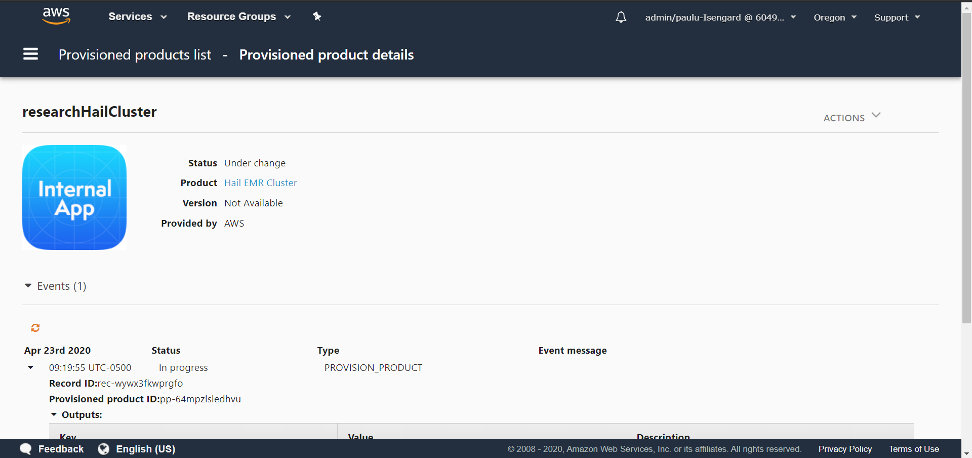 aws Services Resource Groups admin/paulu-Isengard @ 6049... Oregon Support
Provisioned products list - Provisioned product details
researchHailCluster
ACTIONS
Internal
App
Status Under change
Product Hail EMR Cluster
Version Not Available
Provided by AWS
Events (1)
Apr 23rd 2020 Status Type Event message
09:19:55 UTC-0500 In progress PROVISION_PRODUCT
Record ID:rec-wywx3fkwprgfo
Provisioned product ID:pp-64mpzlsledhvu
Outputs:
Key Value Description
Feedback English (US) © 2008 - 2020, Amazon Web Services, Inc. or its affiliates. All rights reserved. Privacy Policy Terms of Use